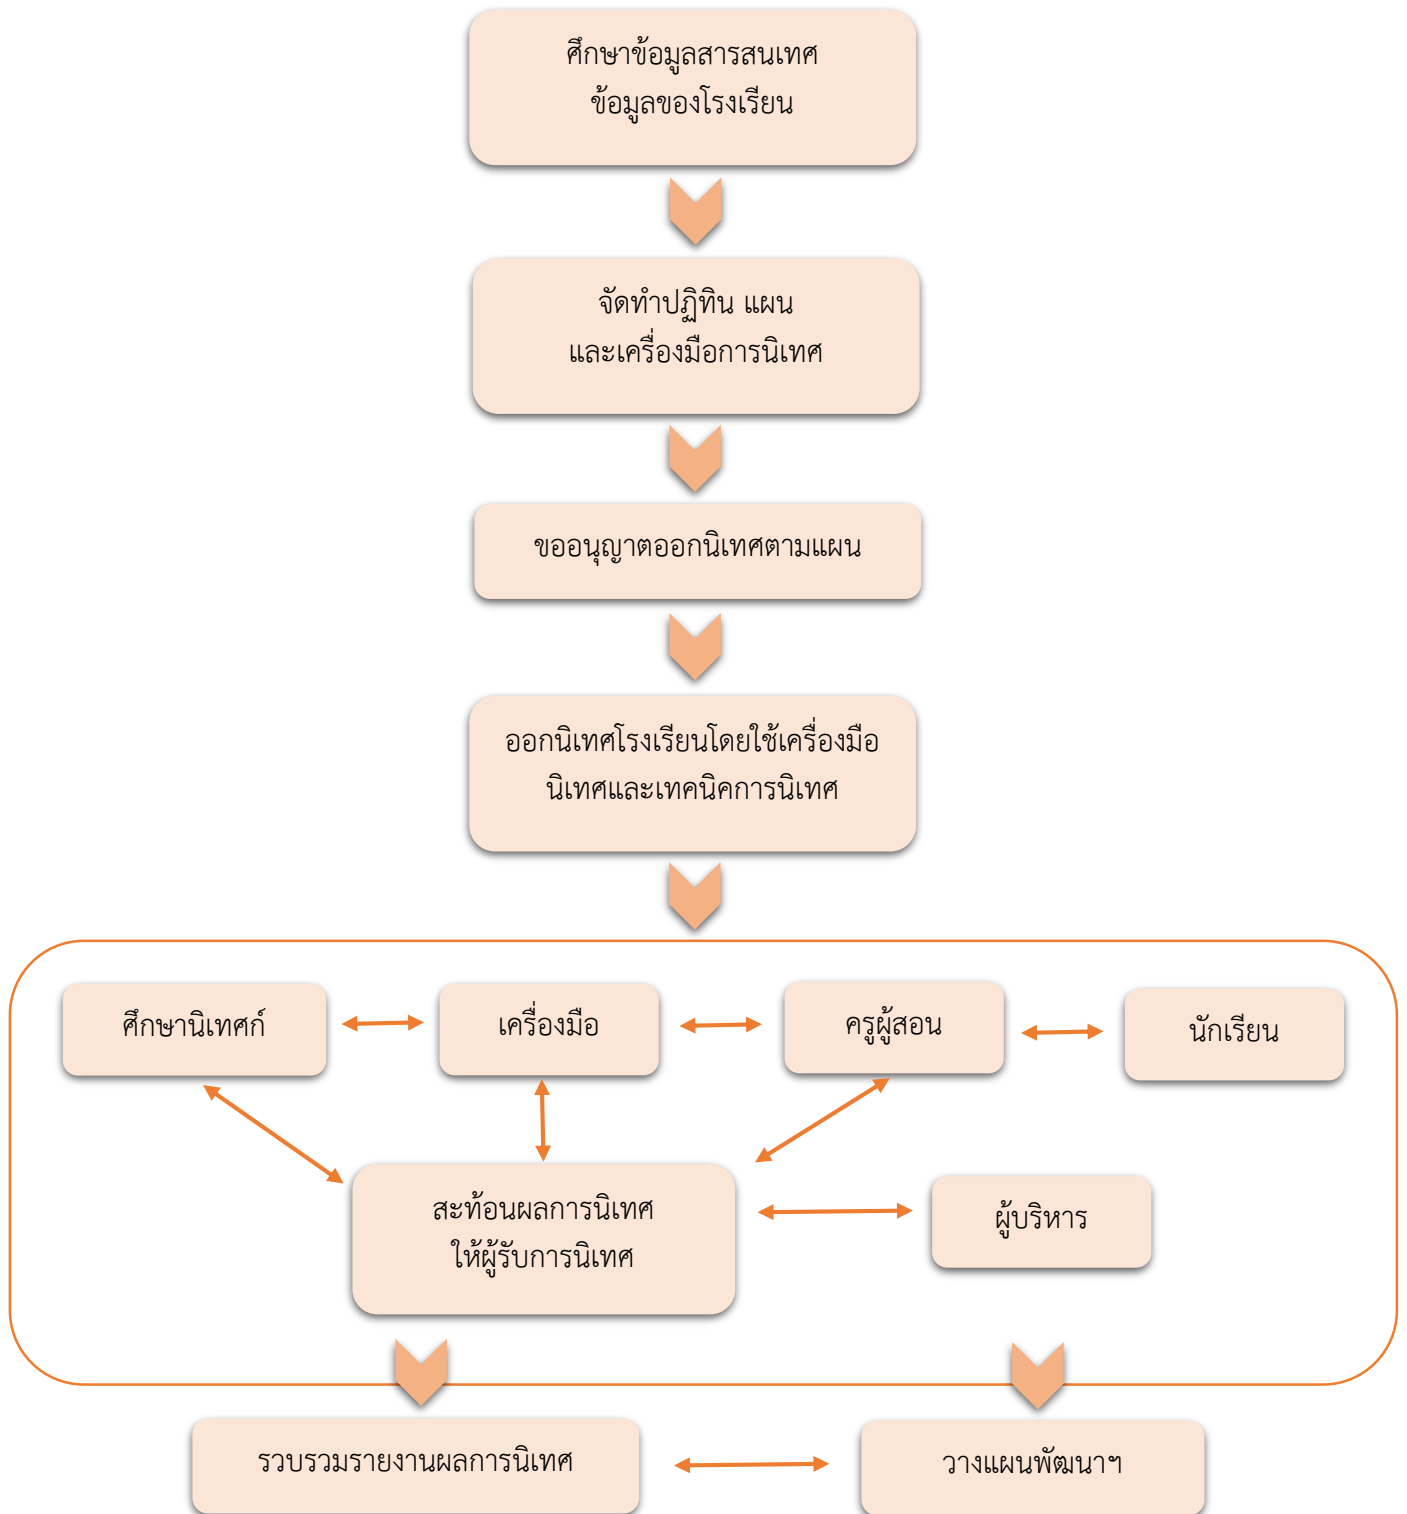 ศึกษาข้อมูลสารสนเทศ
ข้อมูลของโรงเรียน
จัดทำปฏิทิน แผน
และเครื่องมือการนิเทศ
ขออนุญาตออกนิเทศตามแผน
ออกนิเทศโรงเรียนโดยใช้เครื่องมือ
นิเทศและเทคนิคการนิเทศ
ศึกษานิเทศก์
เครื่องมือ
ครูผู้สอน
นักเรียน
สะท้อนผลการนิเทศ
ให้ผู้รับการนิเทศ
ผู้บริหาร
รวบรวมรายงานผลการนิเทศ
วางแผนพัฒนาฯ